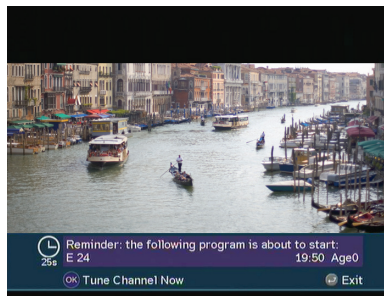 Reminder: the following program is about to start:
E 24 19:50 Age0
25s
OK Tune Channel Now Exit